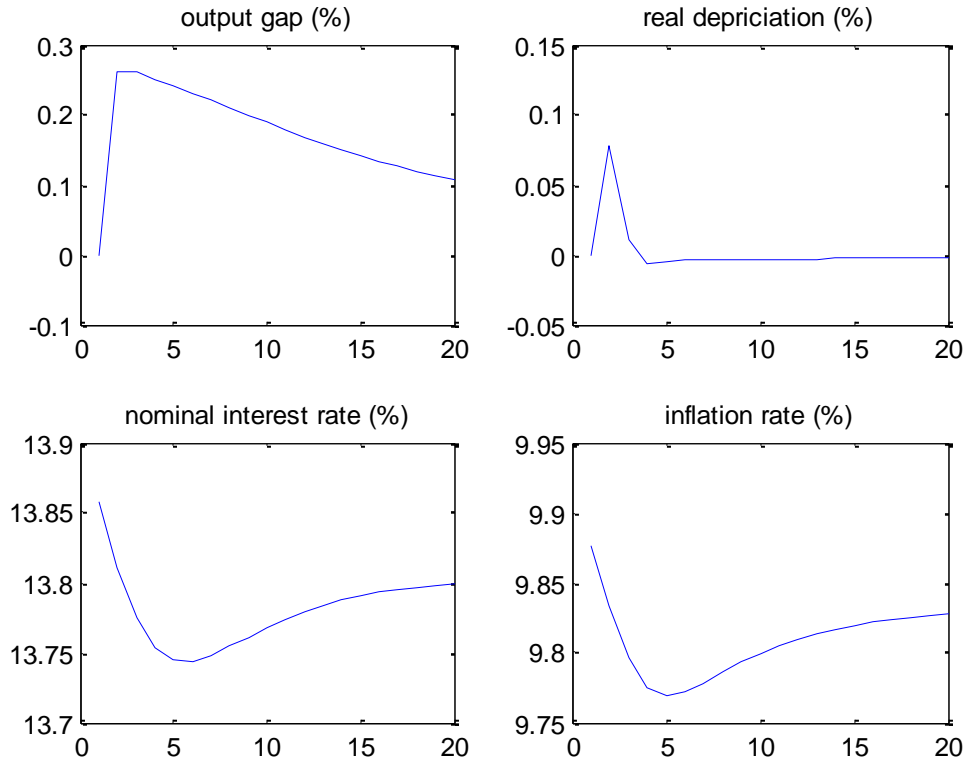 output gap (%)
0.3
0.2
0.1
0
-0.1
0 5 10 15 20
real depriciation (%)
0.15
0.1
0.05
0
-0.05
0 5 10 15 20
nominal interest rate (%)
13.9
13.85
13.8
13.75
13.7
0 5 10 15 20
inflation rate (%)
9.95
9.9
9.85
9.8
9.75
0 5 10 15 20